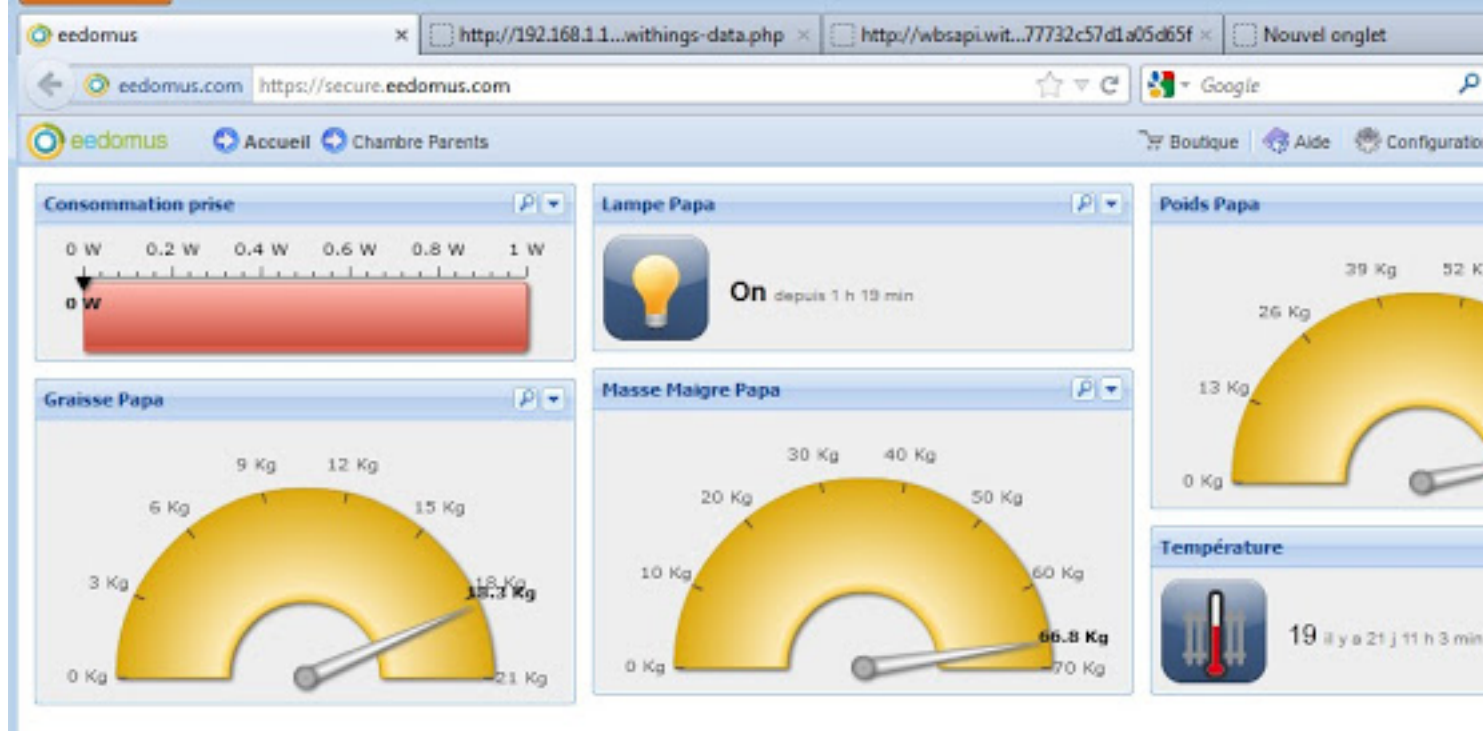 eedomus
http://192.168.1.1...withings-data.php
http://wbsapi.wit...77732c57d1a05d65f
Nouvel onglet
eedomus.com https://secure.eedomus.com
Google
eedomus
Accueil
Chambre Parents
Boutique
Aide
Configuratio
Consommation prise
0 W 0.2 W 0.4 W 0.6 W 0.8 W 1 W
0 W
Lampe Papa
On depuis 1 h 19 min
Poids Papa
0 Kg
13 Kg
26 Kg
39 Kg
52 K
Graisse Papa
0 Kg
3 Kg
6 Kg
9 Kg
12 Kg
15 Kg
18 Kg
18.3 Kg
21 Kg
Masse Maigre Papa
0 Kg
10 Kg
20 Kg
30 Kg
40 Kg
50 Kg
60 Kg
66.8 Kg
70 Kg
Température
19 il y a 21 j 11 h 3 min